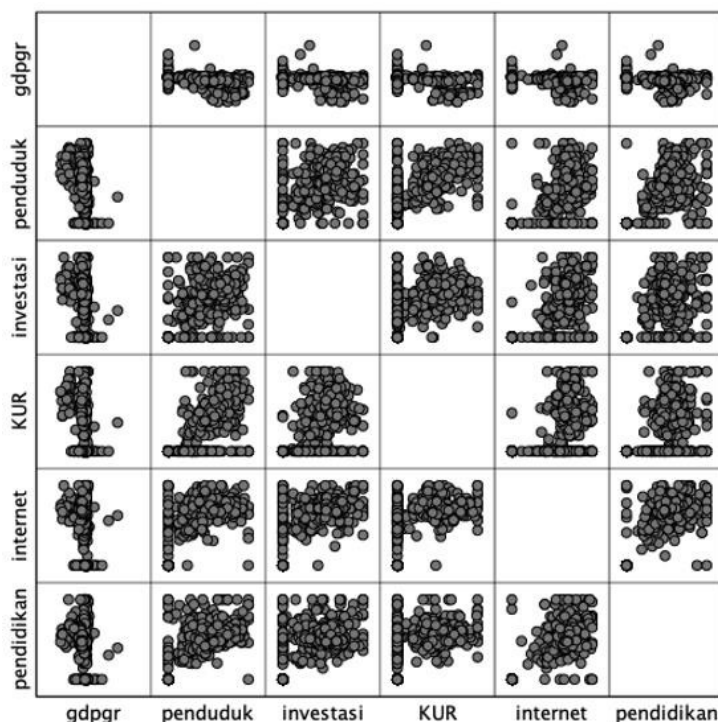 gdpgr
penduduk
investasi
KUR
internet
pendidikan
gdpgr penduduk investasi KUR internet pendidikan